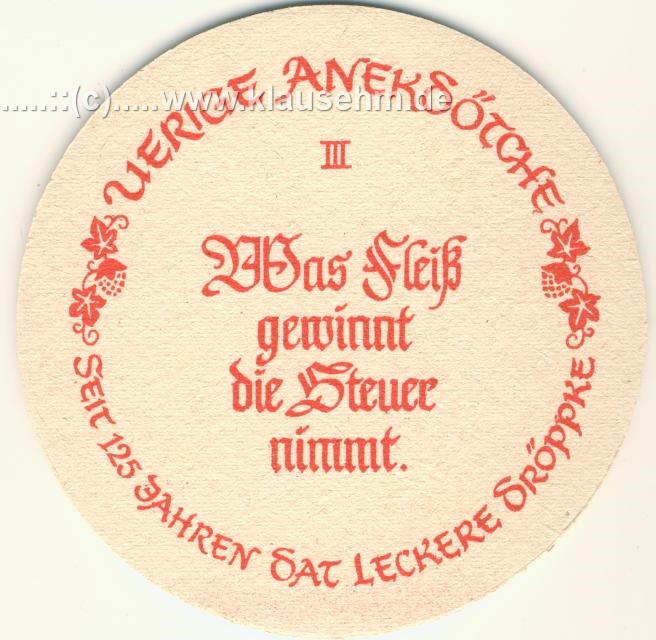 UERIGE ANEKDÖTCHE
......::(c).....www.klausehm.de
III
Was Fleiß
gewinnt
die Steuer
nimmt.
SEIT 125 JAHREN DAT LECKERE DRÖPPKE